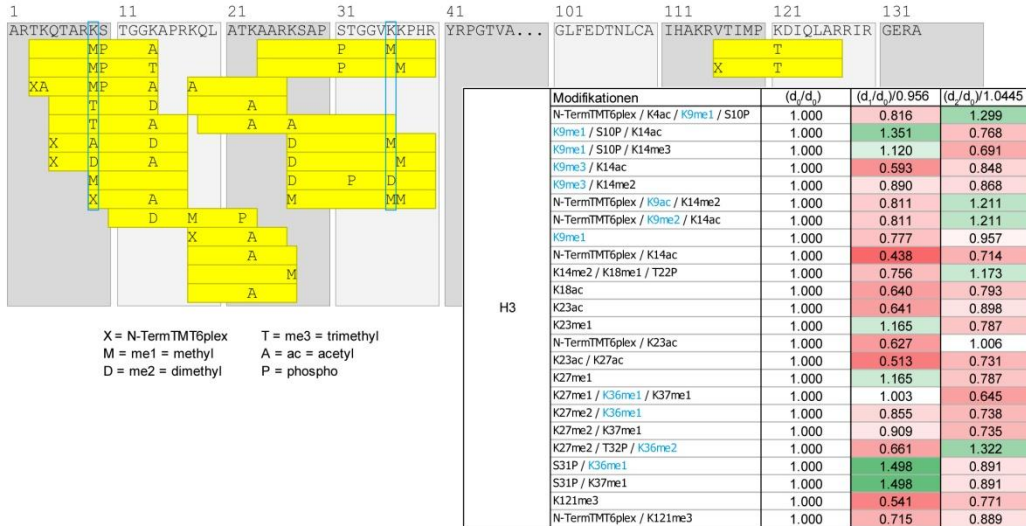 1 11 21 31 41 101 111 121 131
ARTKQTARKS TGGKAPRKQL ATKAARKSAP STGGVKKPHR YRPGTVA... GLFEDTNLCA IHAKRVTIMP KDIQLARRIR GERA
MP A P M T
MP T P M X T
XA MP A A
T D A
T A A A
X A D D M
X D A D M
M D P D
X A M MM
D M P
X A
A
M
A
X = N-TermTMT6plex T = me3 = trimethyl
M = me1 = methyl A = ac = acetyl
D = me2 = dimethyl P = phospho
Modifikationen (d₀/d₀) (d₁/d₀)/0.956 (d₂/d₀)/1.0445
H3
N-TermTMT6plex / K4ac / K9me1 / S10P 1.000 0.816 1.299
K9me1 / S10P / K14ac 1.000 1.351 0.768
K9me1 / S10P / K14me3 1.000 1.120 0.691
K9me3 / K14ac 1.000 0.593 0.848
K9me3 / K14me2 1.000 0.890 0.868
N-TermTMT6plex / K9ac / K14me2 1.000 0.811 1.211
N-TermTMT6plex / K9me2 / K14ac 1.000 0.811 1.211
K9me1 1.000 0.777 0.957
N-TermTMT6plex / K14ac 1.000 0.438 0.714
K14me2 / K18me1 / T22P 1.000 0.756 1.173
K18ac 1.000 0.640 0.793
K23ac 1.000 0.641 0.898
K23me1 1.000 1.165 0.787
N-TermTMT6plex / K23ac 1.000 0.627 1.006
K23ac / K27ac 1.000 0.513 0.731
K27me1 1.000 1.165 0.787
K27me1 / K36me1 / K37me1 1.000 1.003 0.645
K27me2 / K36me1 1.000 0.855 0.738
K27me2 / K37me1 1.000 0.909 0.735
K27me2 / T32P / K36me2 1.000 0.661 1.322
S31P / K36me1 1.000 1.498 0.891
S31P / K37me1 1.000 1.498 0.891
K121me3 1.000 0.541 0.771
N-TermTMT6plex / K121me3 1.000 0.715 0.889